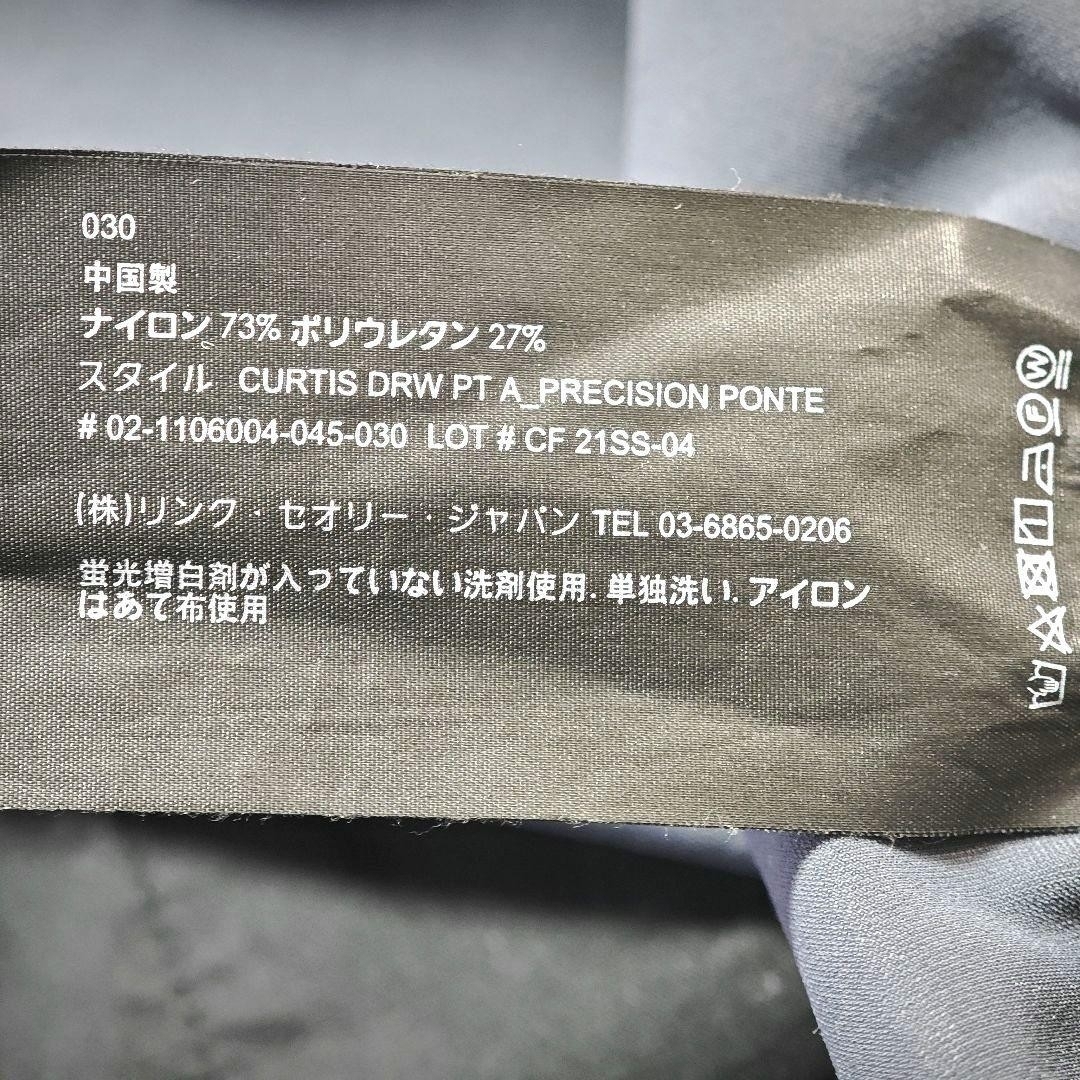 030
中国製
ナイロン 73% ポリウレタン 27%
スタイル CURTIS DRW PT A_PRECISION PONTE
# 02-1106004-045-030 LOT # CF 21SS-04
(株)リンク・セオリー・ジャパン TEL 03-6865-0206
蛍光増白剤が入っていない洗剤使用. 単独洗い. アイロン
はあて布使用
W
F